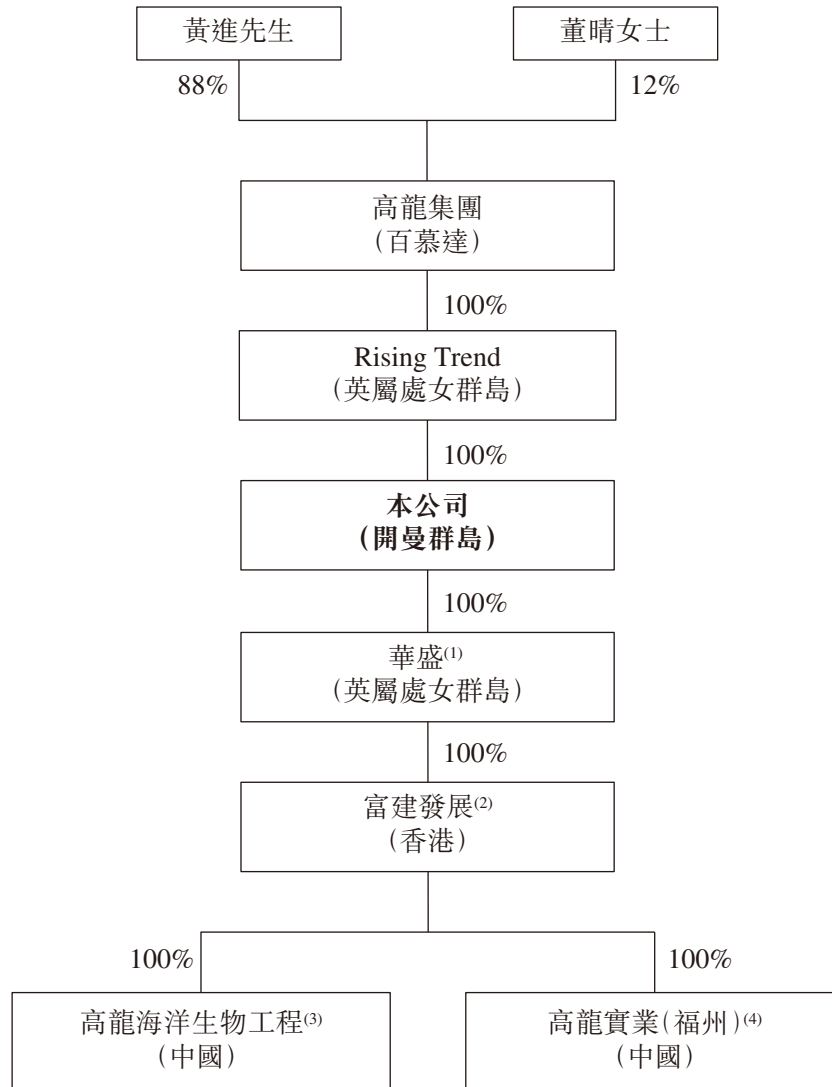 黃進先生
董晴女士
88%
12%
高龍集團
(百慕達)
100%
Rising Trend
(英屬處女群島)
100%
本公司
(開曼群島)
100%
華盛(1)
(英屬處女群島)
100%
富建發展(2)
(香港)
100%
100%
高龍海洋生物工程(3)
(中國)
高龍實業(福州)(4)
(中國)